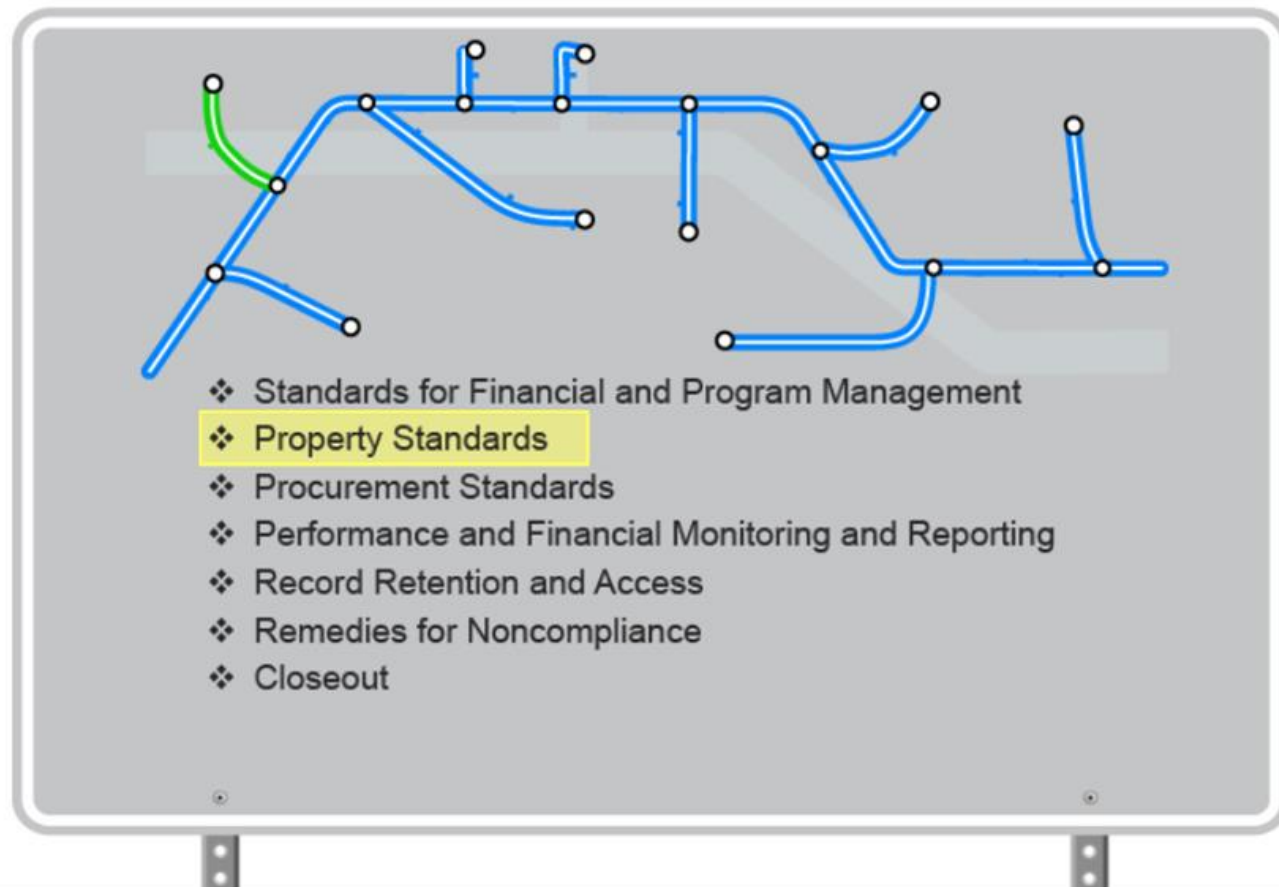 ❖ Standards for Financial and Program Management
❖ Property Standards
❖ Procurement Standards
❖ Performance and Financial Monitoring and Reporting
❖ Record Retention and Access
❖ Remedies for Noncompliance
❖ Closeout